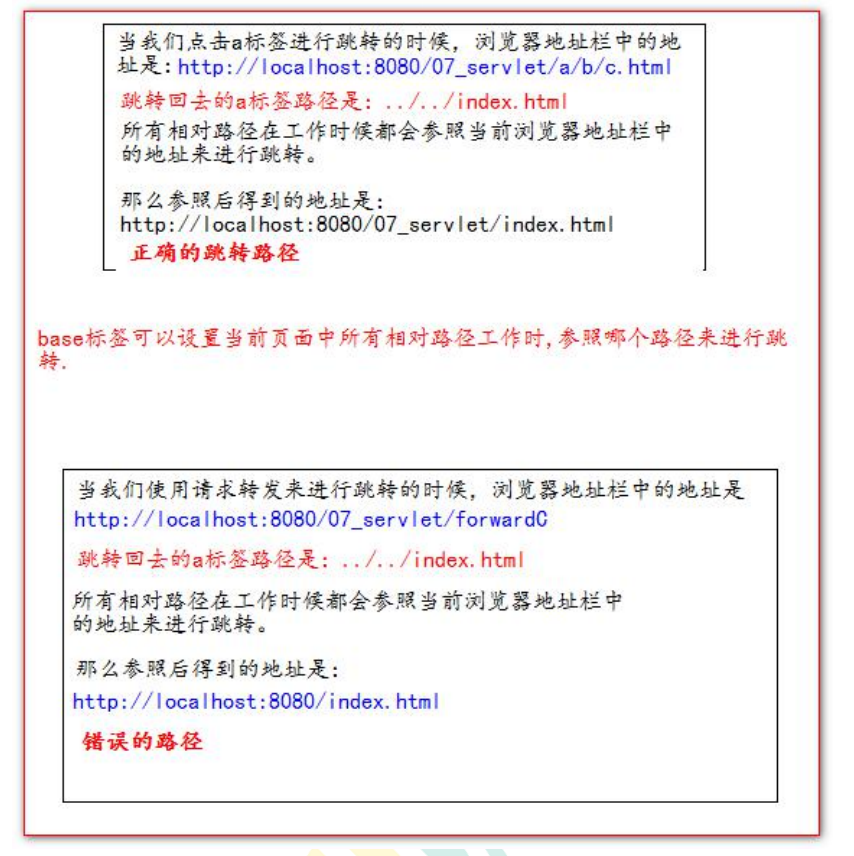 当我们点击a标签进行跳转的时候，浏览器地址栏中的地
址是：http://localhost:8080/07_servlet/a/b/c.html
跳转回去的a标签路径是：../../index.html
所有相对路径在工作时候都会参照当前浏览器地址栏中
的地址来进行跳转。
那么参照后得到的地址是：
http://localhost:8080/07_servlet/index.html
正确的跳转路径
base标签可以设置当前页面中所有相对路径工作时,参照哪个路径来进行跳
转.
当我们使用请求转发来进行跳转的时候，浏览器地址栏中的地址是
http://localhost:8080/07_servlet/forwardC
跳转回去的a标签路径是：../../index.html
所有相对路径在工作时候都会参照当前浏览器地址栏中
的地址来进行跳转。
那么参照后得到的地址是：
http://localhost:8080/index.html
错误的路径